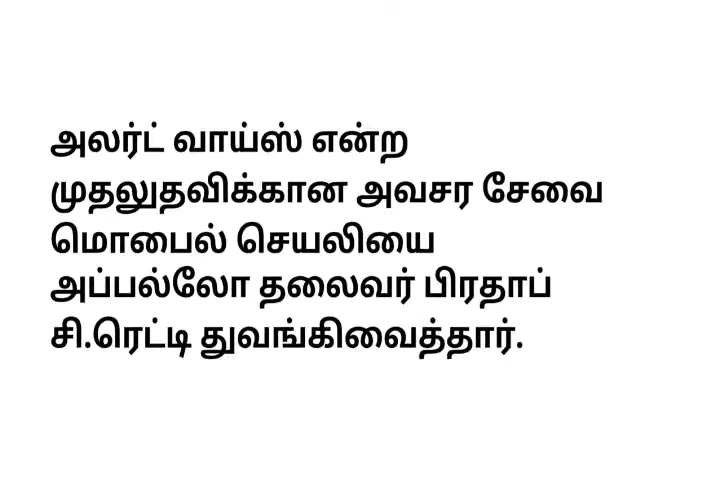 அலர்ட் வாய்ஸ் என்ற
முதலுதவிக்கான அவசர சேவை
மொபைல் செயலியை
அப்பல்லோ தலைவர் பிரதாப்
சி.ரெட்டி துவங்கிவைத்தார்.